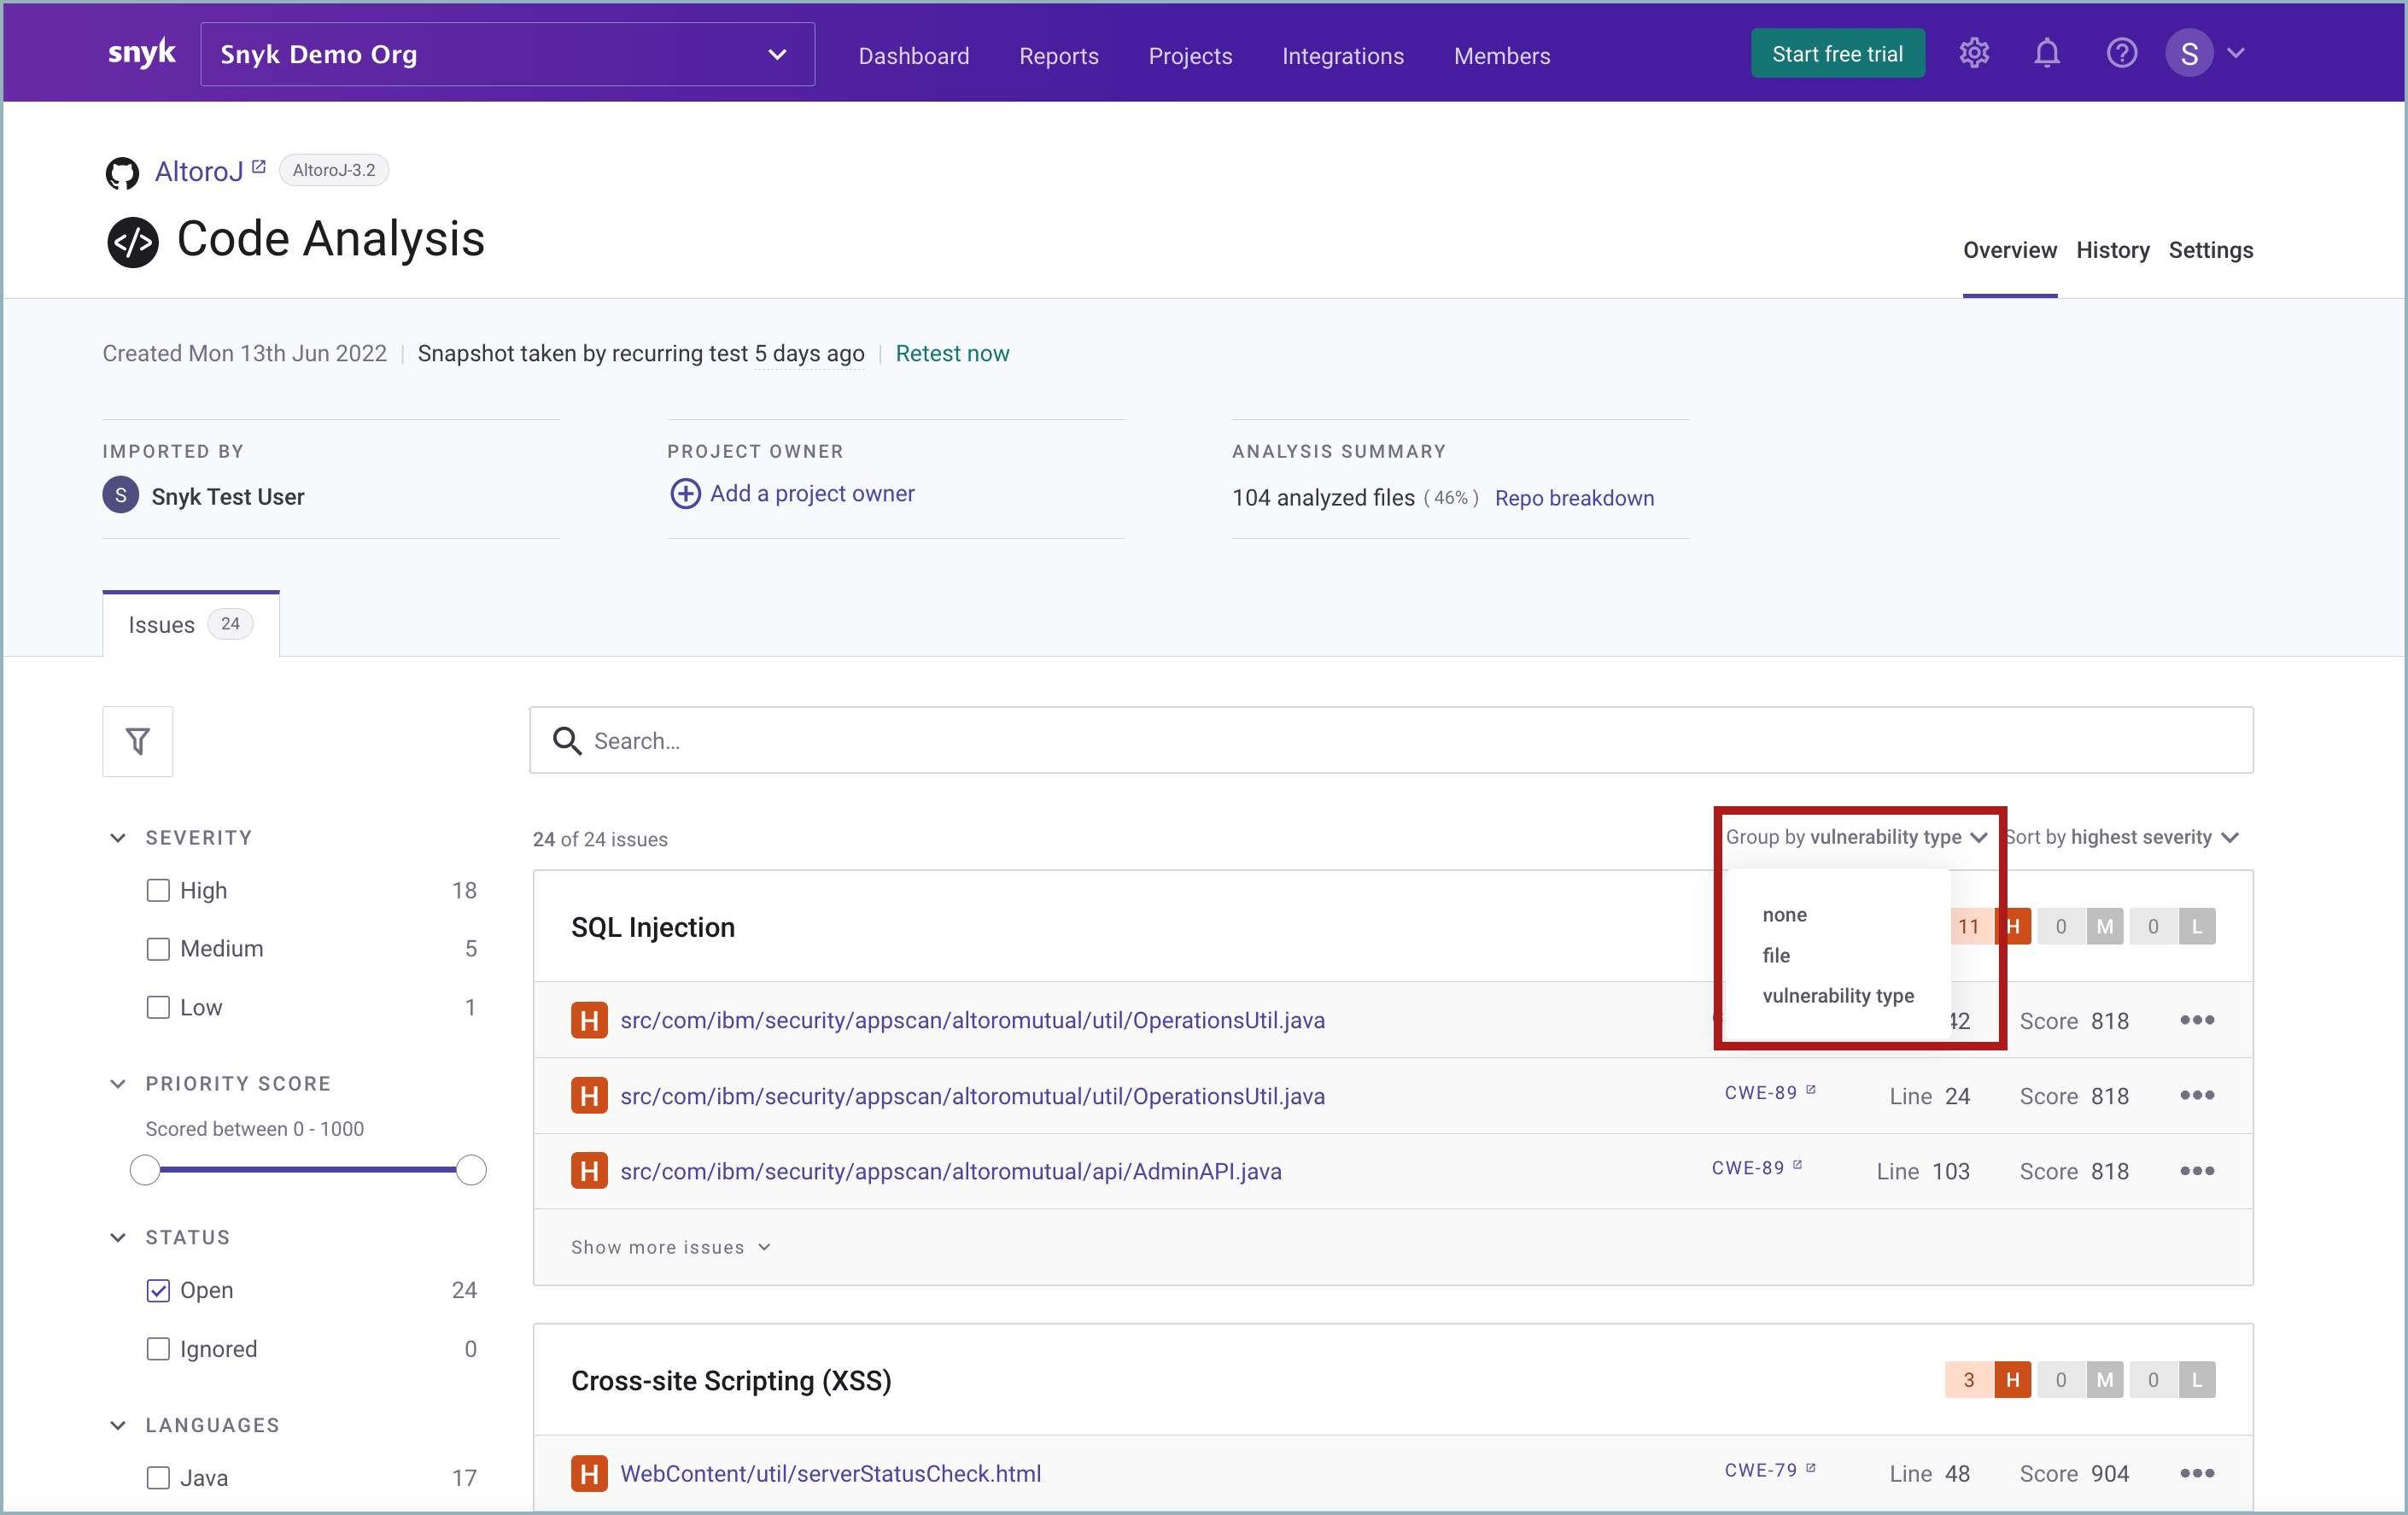 snyk Snyk Demo Org Dashboard Reports Projects Integrations Members Start free trial S
AltoroJ AltoroJ-3.2
Code Analysis
Overview History Settings
Created Mon 13th Jun 2022 | Snapshot taken by recurring test 5 days ago | Retest now
IMPORTED BY PROJECT OWNER ANALYSIS SUMMARY
S Snyk Test User Add a project owner 104 analyzed files ( 46% ) Repo breakdown
Issues 24
Search...
24 of 24 issues Group by vulnerability type Sort by highest severity
SEVERITY
High 18
Medium 5
Low 1
PRIORITY SCORE
Scored between 0 - 1000
STATUS
Open 24
Ignored 0
LANGUAGES
Java 17
none
file
vulnerability type
SQL Injection 11 H 0 M 0 L
H src/com/ibm/security/appscan/altoromutual/util/OperationsUtil.java 42 Score 818
H src/com/ibm/security/appscan/altoromutual/util/OperationsUtil.java CWE-89 Line 24 Score 818
H src/com/ibm/security/appscan/altoromutual/api/AdminAPI.java CWE-89 Line 103 Score 818
Show more issues
Cross-site Scripting (XSS) 3 H 0 M 0 L
H WebContent/util/serverStatusCheck.html CWE-79 Line 48 Score 904